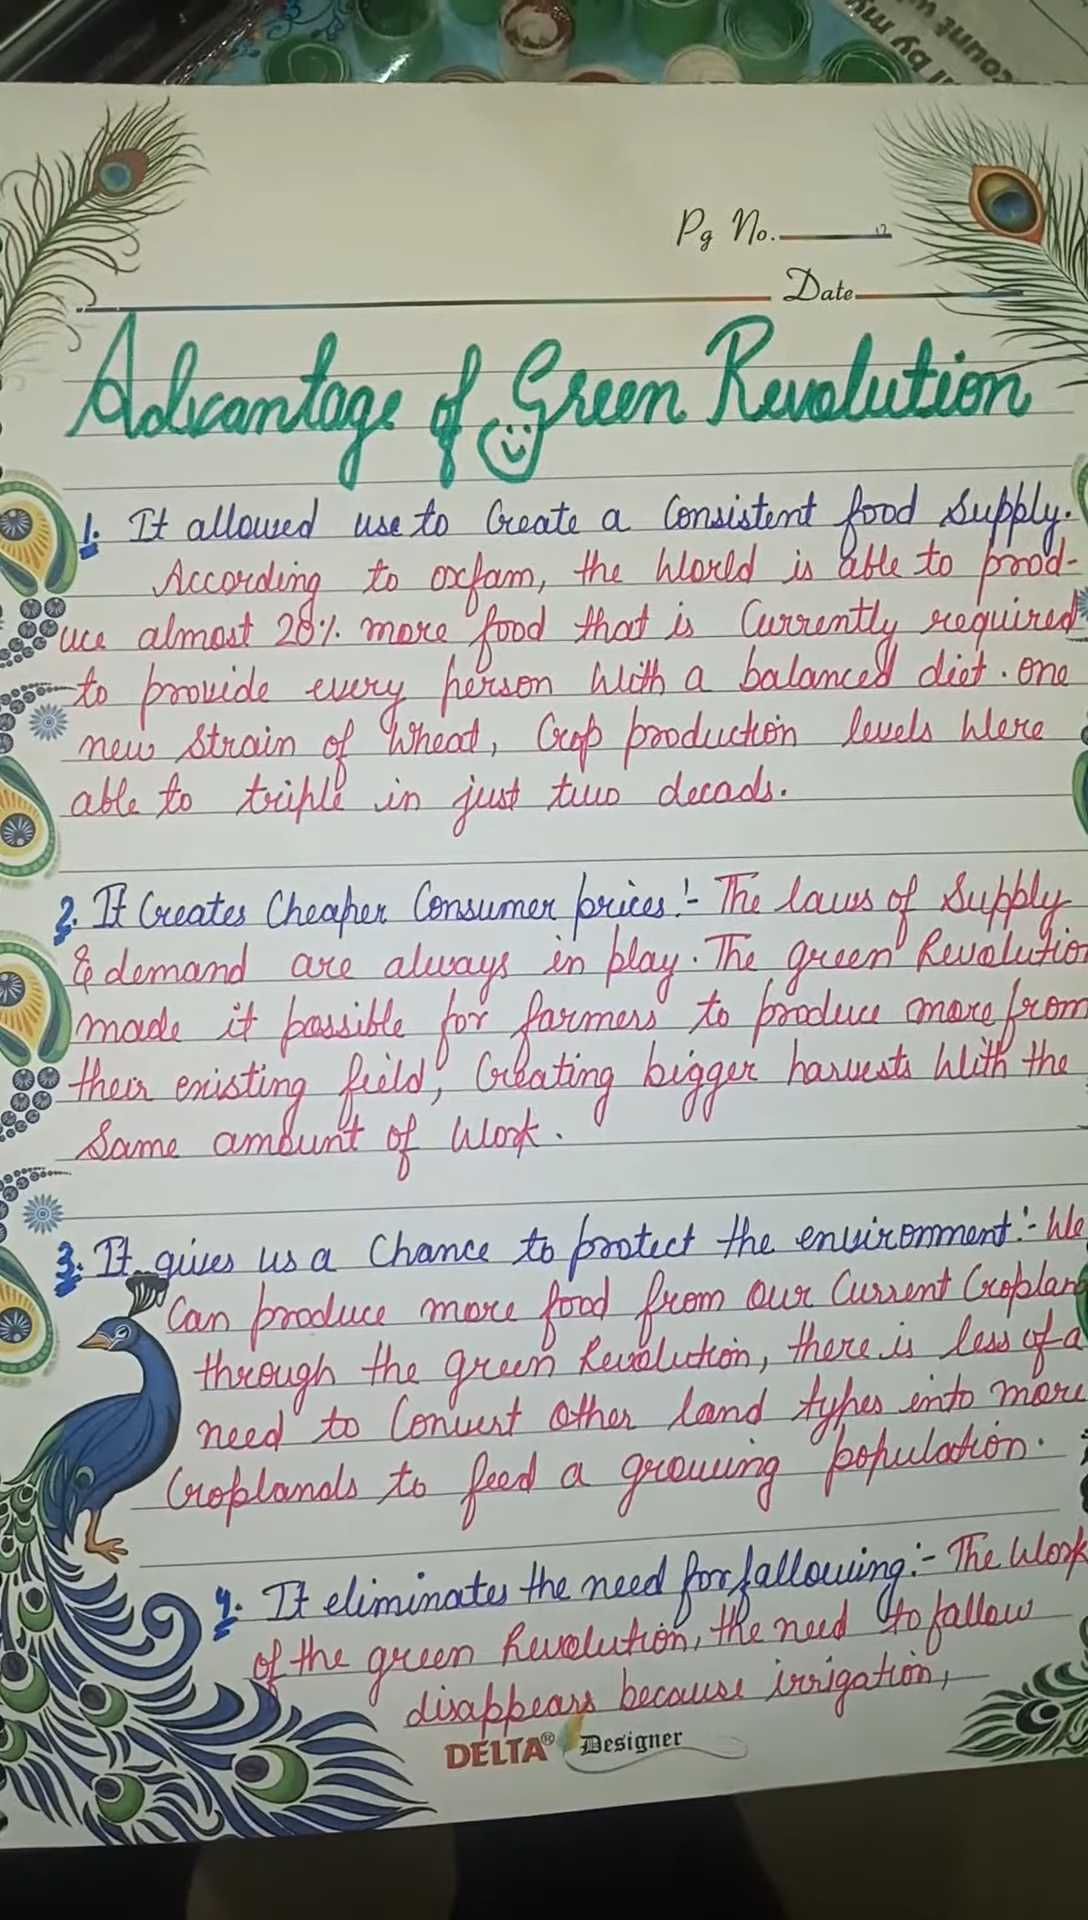 Pg No. 12
Date
Advantage of Green Revolution
1. It allowed use to Create a Consistent food Supply.
According to oxfam, the World is able to prod-
uce almost 20% more food that is Currently required
to provide every person With a balanced diet. one
new Strain of Wheat, Crop production levels Were
able to triple in just two decads.
2. It Creates Cheaper Consumer prices:- The laws of Supply
& demand are always in play. The green Revolution
made it possible for farmers to produce more from
their existing field, Creating bigger harvests With the
Same amount of Work.
3. It gives us a Chance to protect the environment:- We
Can produce more food from our Current Croplan
through the green Revolution, there is less of a
need to Convert other land types into more
Croplands to feed a growing population.
4. It eliminates the need for fallowing:- The Work
of the green Revolution, the need to fallow
disappears because irrigation,
DELTA® Designer